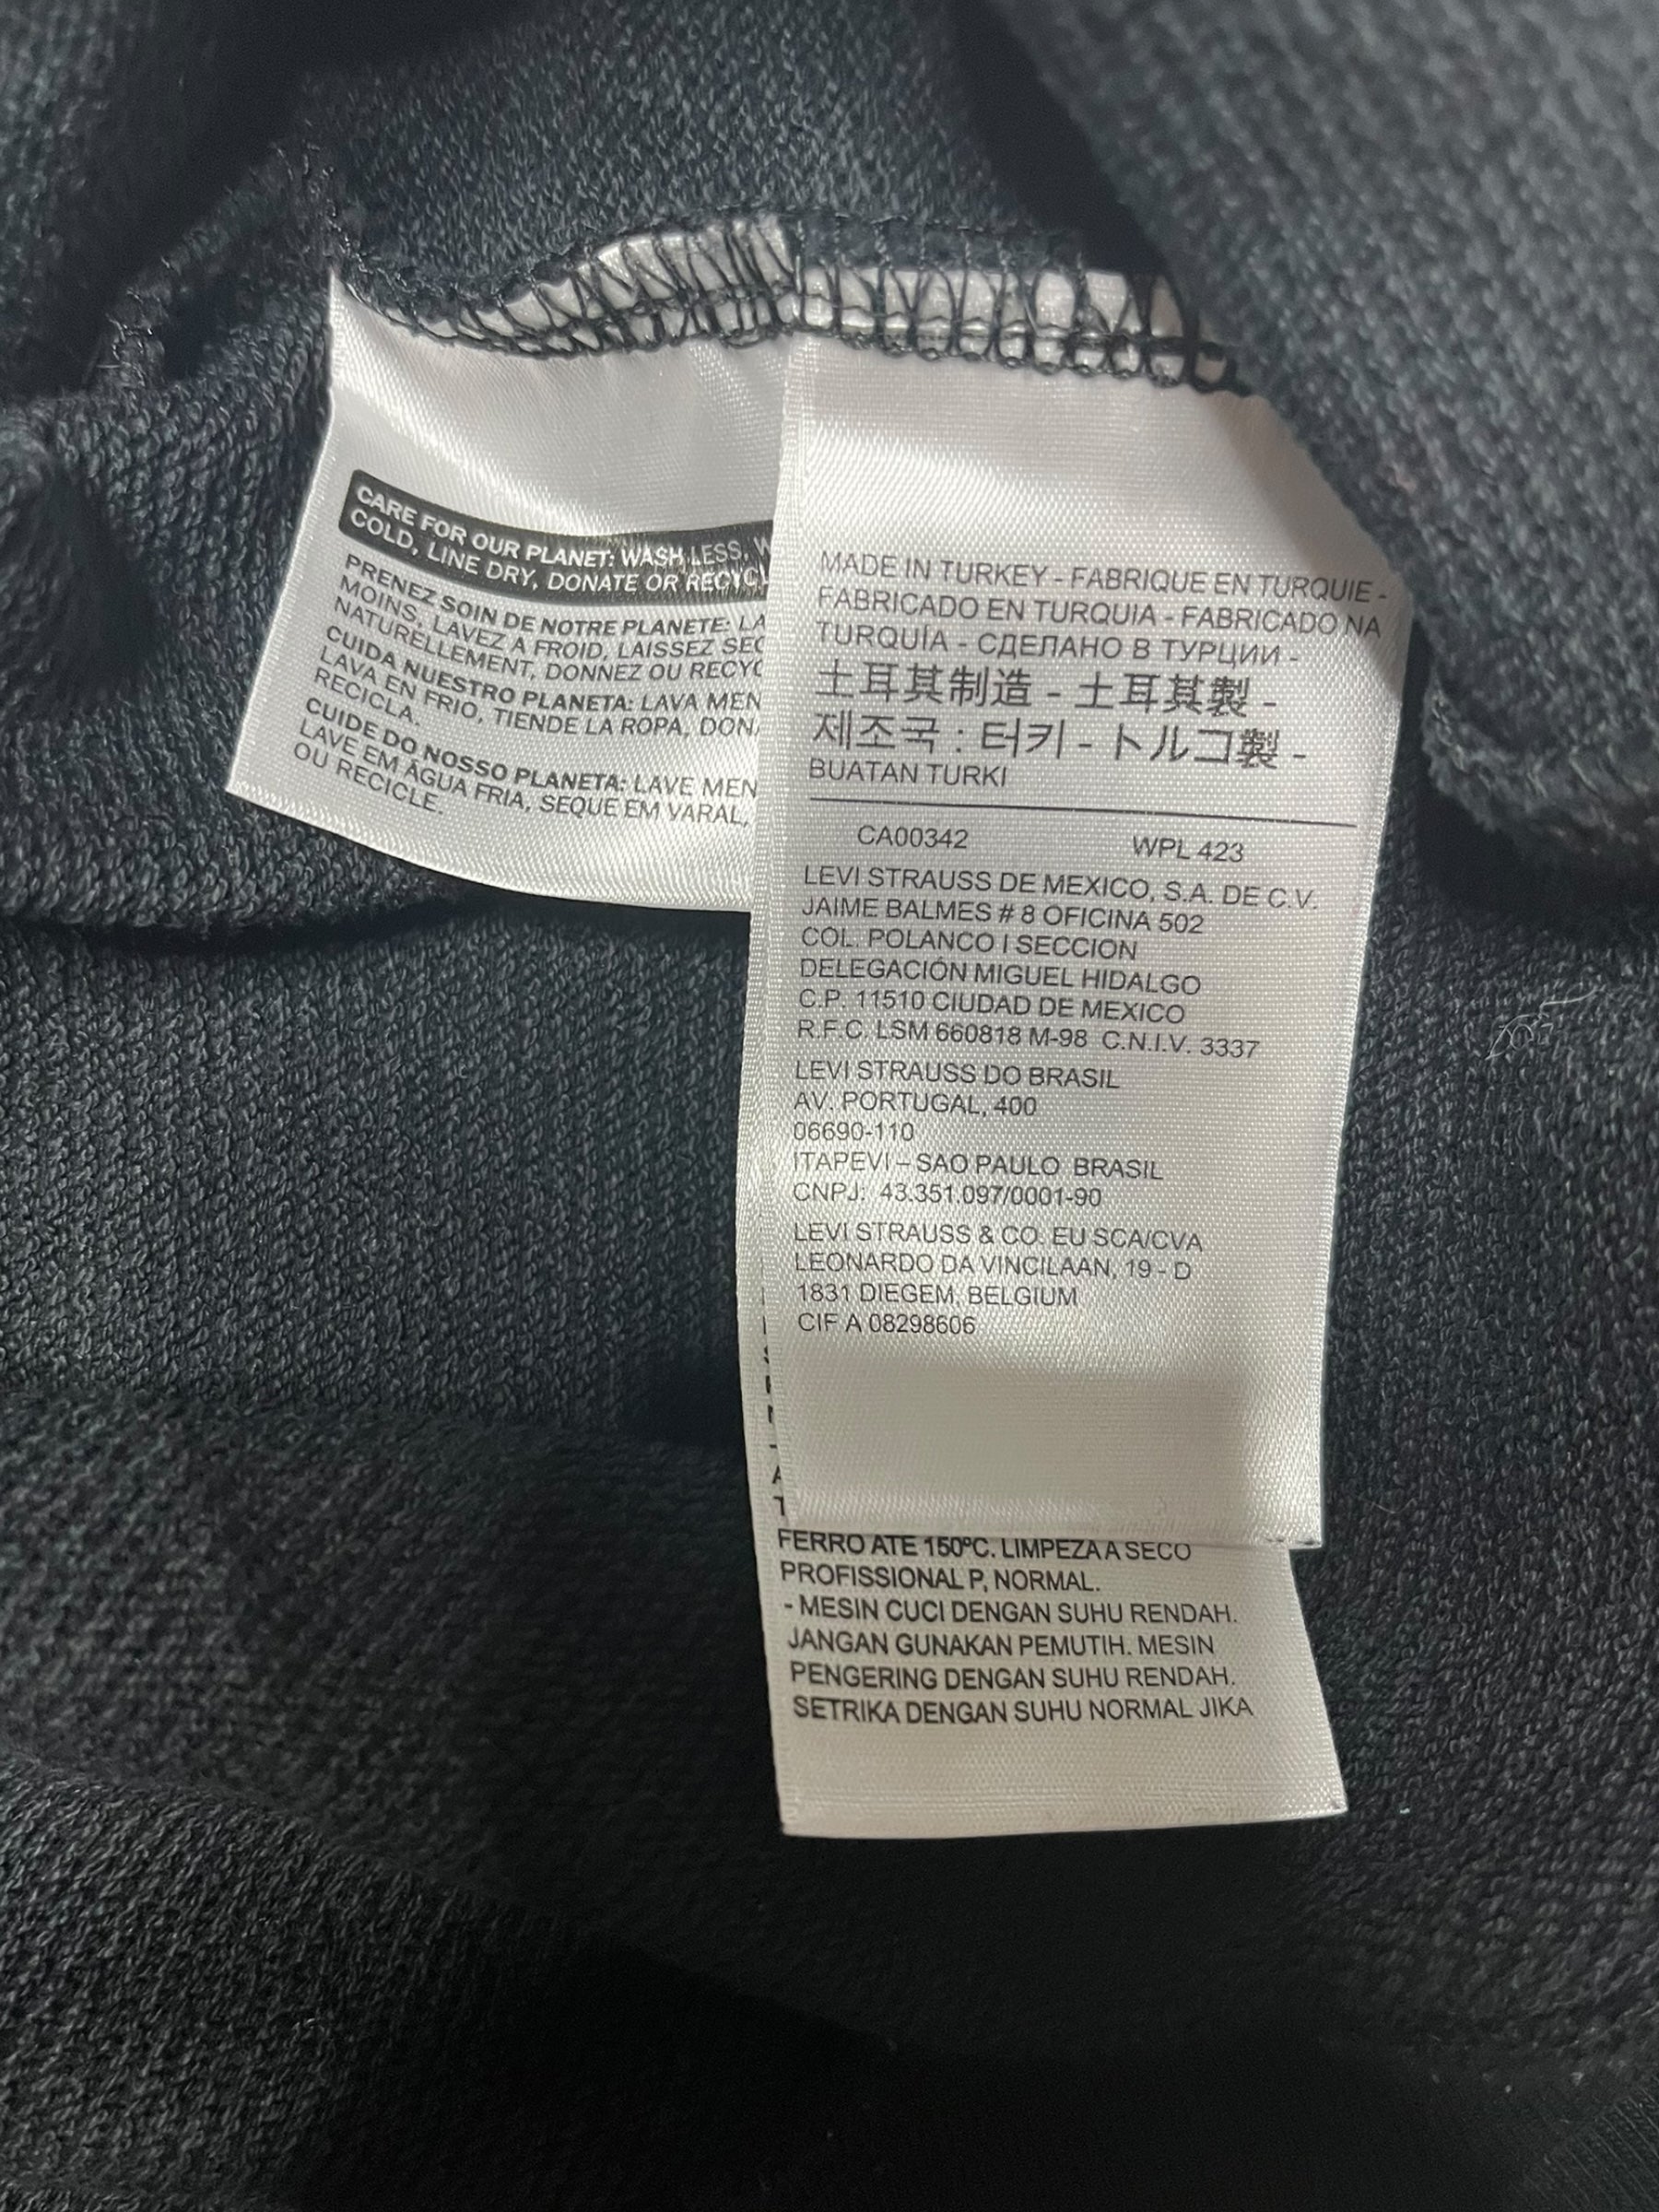 CARE FOR OUR PLANET: WASH LESS, W
COLD, LINE DRY, DONATE OR RECYCL
PRENEZ SOIN DE NOTRE PLANETE: LA
MOINS, LAVEZ A FROID, LAISSEZ SEC
NATURELLEMENT, DONNEZ OU RECYC
CUIDA NUESTRO PLANETA: LAVA MEN
LAVA EN FRIO, TIENDE LA ROPA, DON
RECICLA.
CUIDE DO NOSSO PLANETA: LAVE MEN
LAVE EM ÁGUA FRIA, SEQUE EM VARAL,
OU RECICLE.
MADE IN TURKEY - FABRIQUE EN TURQUIE -
FABRICADO EN TURQUIA - FABRICADO NA
TURQUÍA - СДЕЛАНО В ТУРЦИИ -
土耳其制造 - 土耳其製 -
제조국 : 터키 - トルコ製 -
BUATAN TURKI
CA00342 WPL 423
LEVI STRAUSS DE MEXICO, S.A. DE C.V.
JAIME BALMES # 8 OFICINA 502
COL. POLANCO I SECCION
DELEGACIÓN MIGUEL HIDALGO
C.P. 11510 CIUDAD DE MEXICO
R.F.C. LSM 660818 M-98 C.N.I.V. 3337
LEVI STRAUSS DO BRASIL
AV. PORTUGAL, 400
06690-110
ITAPEVI – SAO PAULO BRASIL
CNPJ: 43.351.097/0001-90
LEVI STRAUSS & CO. EU SCA/CVA
LEONARDO DA VINCILAAN, 19 - D
1831 DIEGEM, BELGIUM
CIF A 08298606
FERRO ATE 150ºC. LIMPEZA A SECO
PROFISSIONAL P, NORMAL.
- MESIN CUCI DENGAN SUHU RENDAH.
JANGAN GUNAKAN PEMUTIH. MESIN
PENGERING DENGAN SUHU RENDAH.
SETRIKA DENGAN SUHU NORMAL JIKA